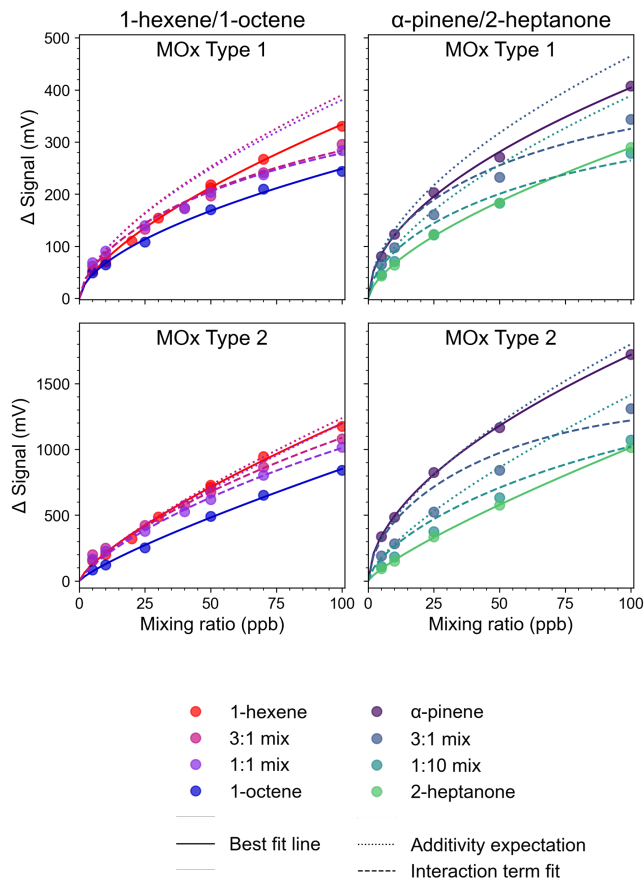 1-hexene/1-octene
α-pinene/2-heptanone
MOx Type 1
MOx Type 1
500
400
300
200
100
0
Δ Signal (mV)
MOx Type 2
MOx Type 2
1500
1000
500
0
Δ Signal (mV)
0 25 50 75 100
0 25 50 75 100
Mixing ratio (ppb)
Mixing ratio (ppb)
1-hexene
3:1 mix
1:1 mix
1-octene
Best fit line
α-pinene
3:1 mix
1:10 mix
2-heptanone
Additivity expectation
Interaction term fit